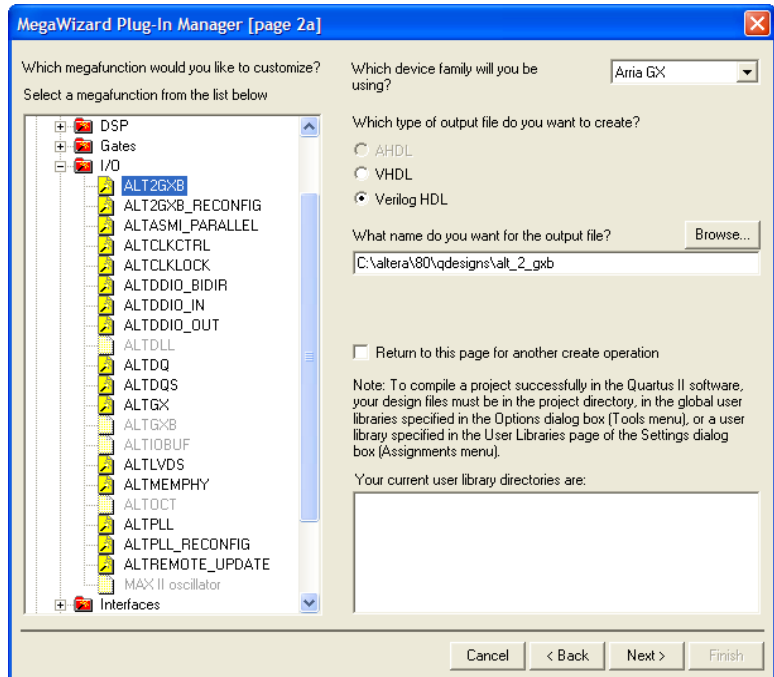 MegaWizard Plug-In Manager [page 2a]
Which megafunction would you like to customize?
Select a megafunction from the list below
DSP
Gates
I/O
ALT2GXB
ALT2GXB_RECONFIG
ALTASMI_PARALLEL
ALTCLKCTRL
ALTCLKLOCK
ALTDDIO_BIDIR
ALTDDIO_IN
ALTDDIO_OUT
ALTDLL
ALTDQ
ALTDQS
ALTGX
ALTGXB
ALTIOBUF
ALTLVDS
ALTMEMPHY
ALTOCT
ALTPLL
ALTPLL_RECONFIG
ALTREMOTE_UPDATE
MAX II oscillator
Interfaces
Which device family will you be
using?
Arria GX
Which type of output file do you want to create?
AHDL
VHDL
Verilog HDL
What name do you want for the output file?
Browse...
C:\altera\80\qdesigns\alt_2_gxb
Return to this page for another create operation
Note: To compile a project successfully in the Quartus II software,
your design files must be in the project directory, in the global user
libraries specified in the Options dialog box (Tools menu), or a user
library specified in the User Libraries page of the Settings dialog
box (Assignments menu).
Your current user library directories are:
Cancel
< Back
Next >
Finish